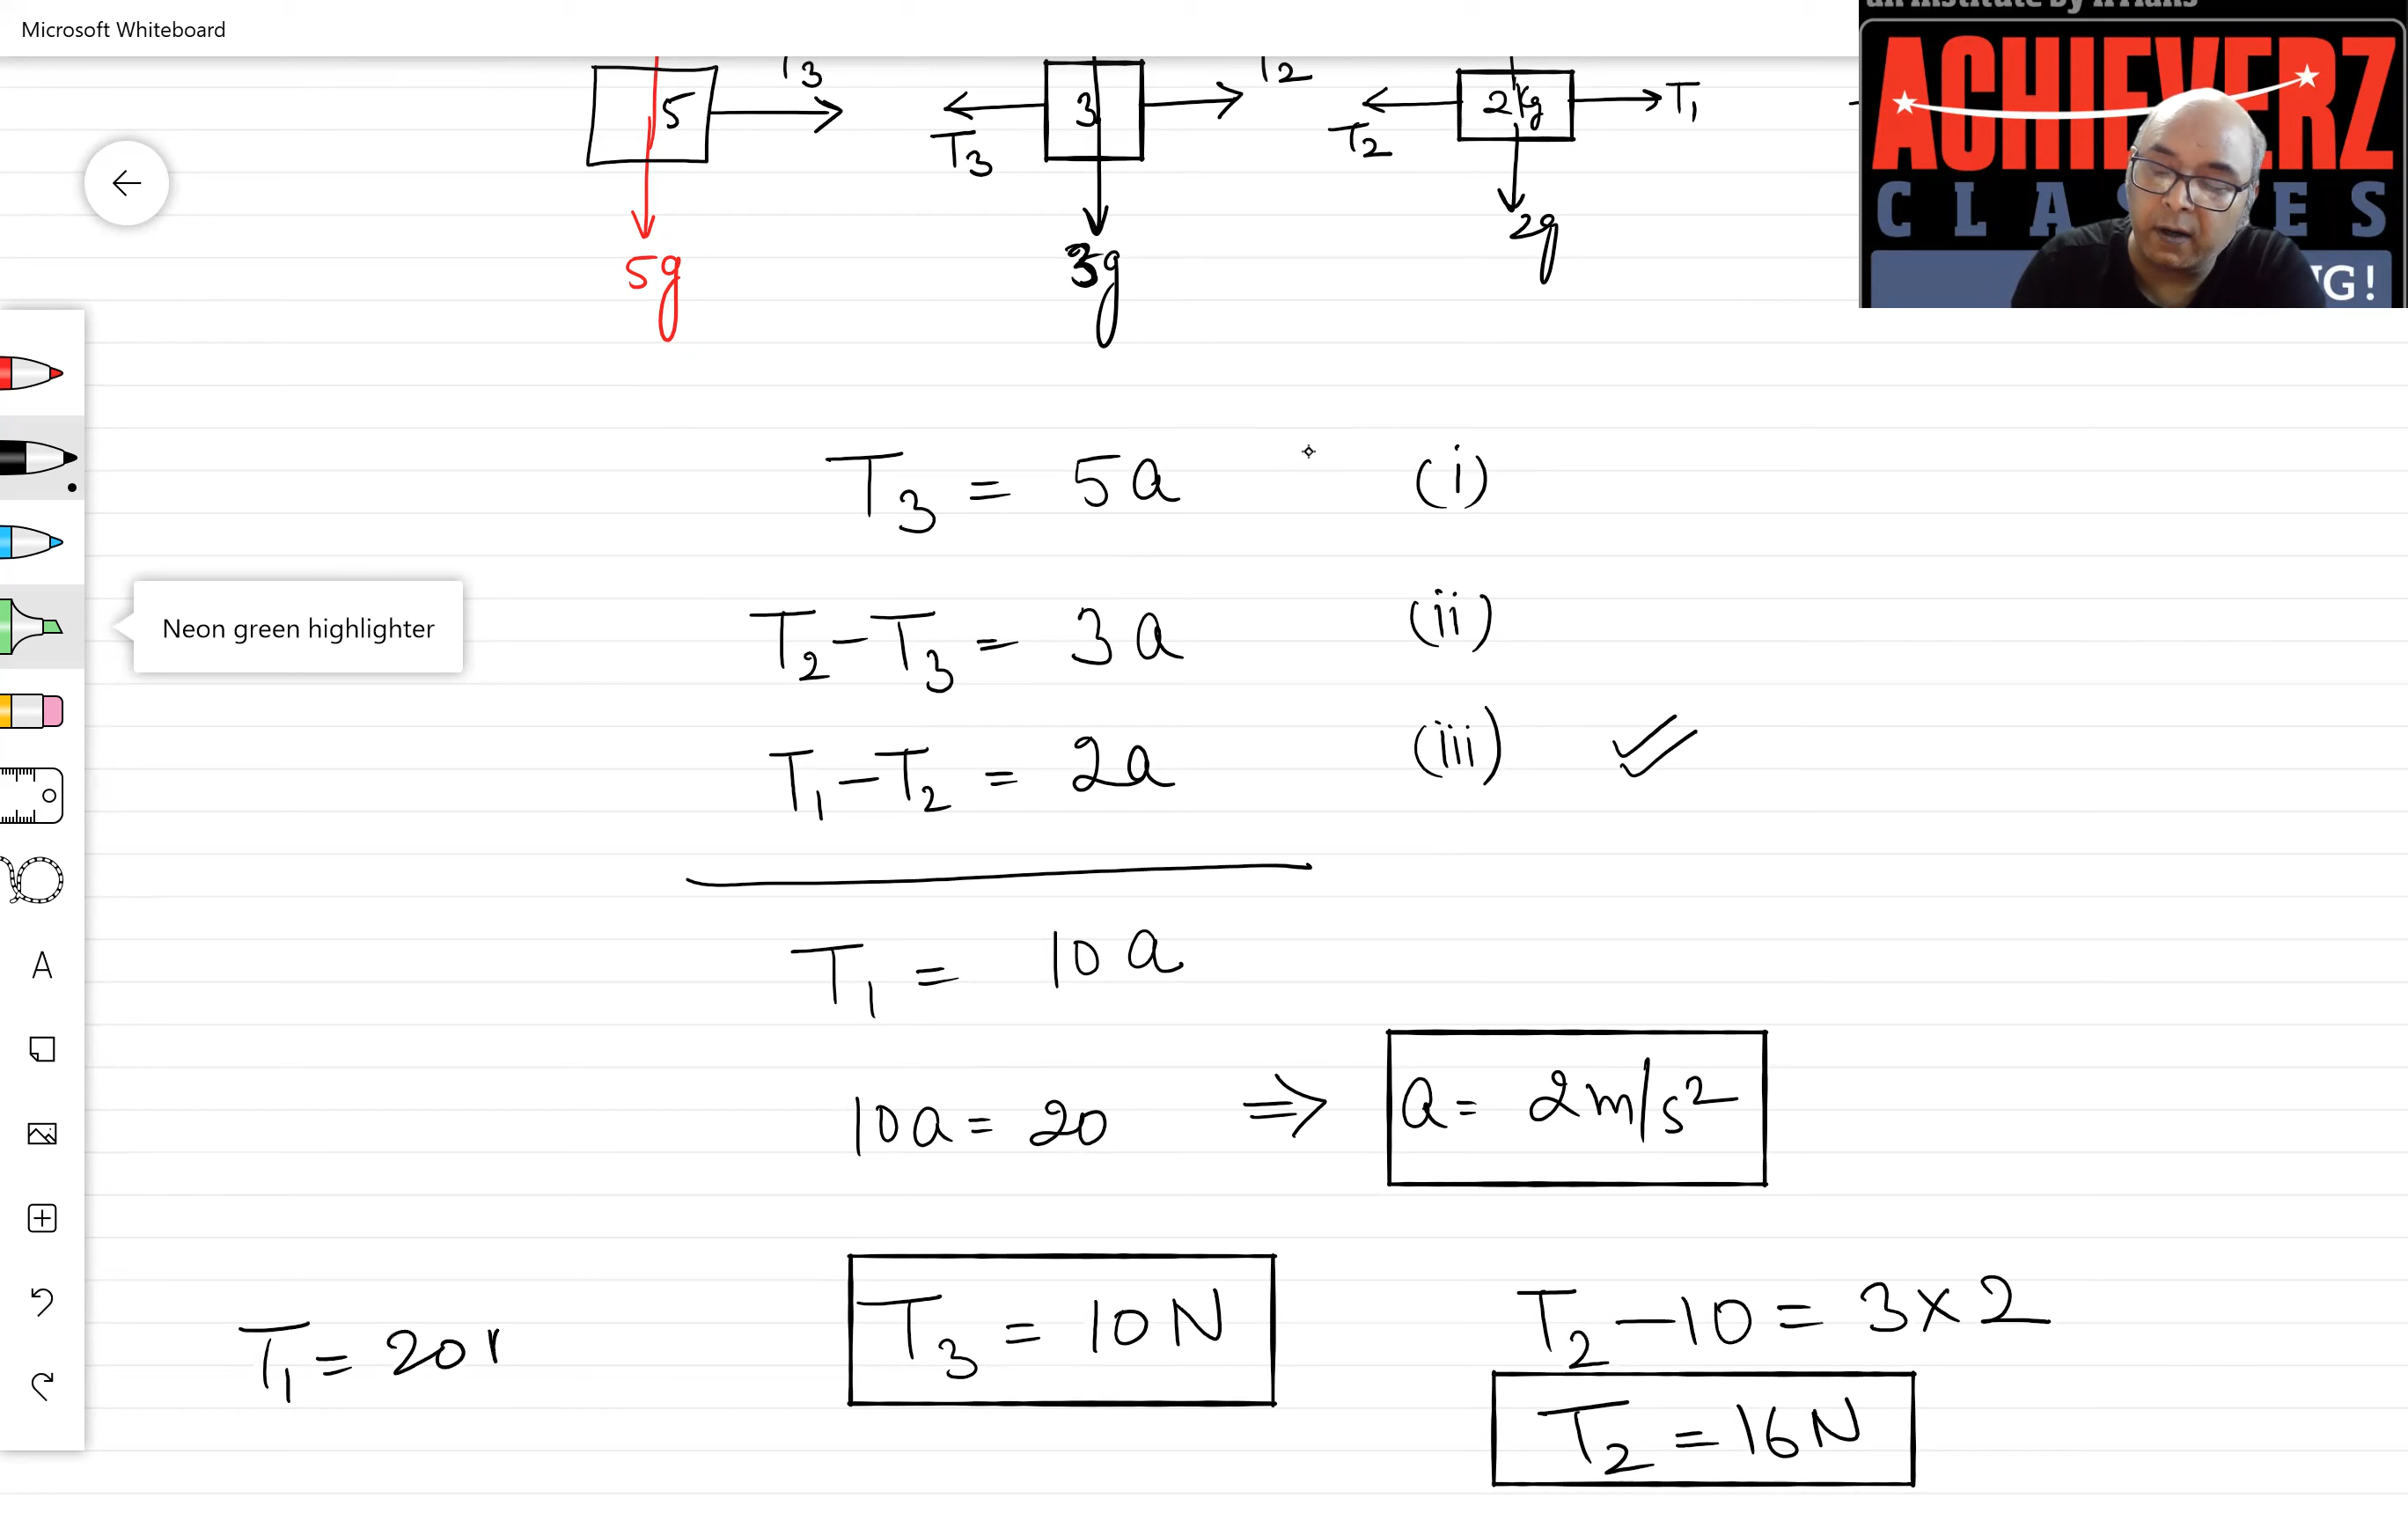 Microsoft Whiteboard
ACHIEVERZ
T3
T2
5
3
2kg
T1
T3
T2
5g
3g
2g
G!
T3 = 5a (i)
Neon green highlighter
T2 - T3 = 3a (ii)
T1 - T2 = 2a (iii)
T1 = 10a
A
10a = 20 ⇒ a = 2m/s²
T1 = 20
T3 = 10N
T2 - 10 = 3 × 2
T2 = 16N